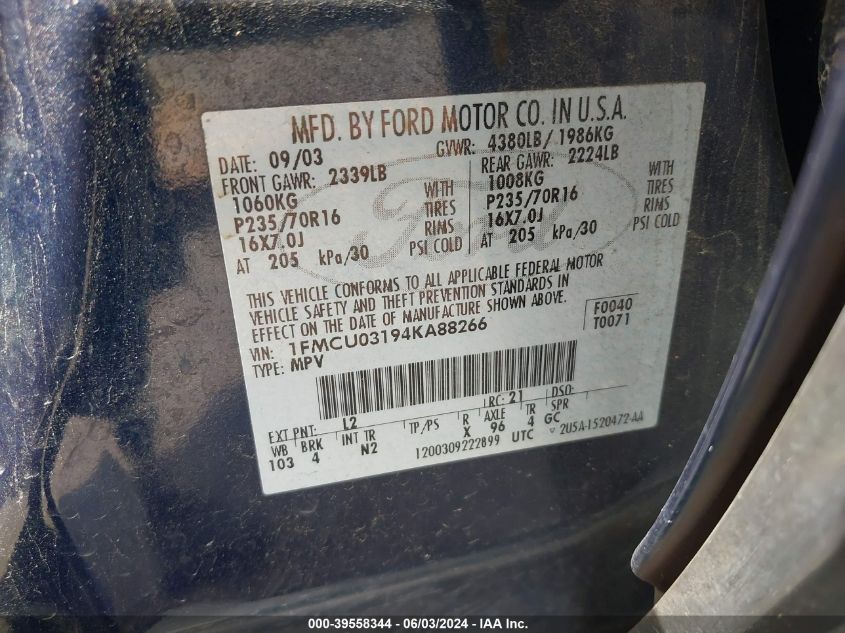 MFD. BY FORD MOTOR CO. IN U.S.A.
DATE: 09/03 GVWR: 4380LB/ 1986KG
FRONT GAWR: 2339LB REAR GAWR: 2224LB
1060KG WITH 1008KG WITH
P235/70R16 TIRES P235/70R16 TIRES
16X7.0J RIMS 16X7.0J RIMS
AT 205 kPa/30 PSI COLD AT 205 kPa/30 PSI COLD
Ford
THIS VEHICLE CONFORMS TO ALL APPLICABLE FEDERAL MOTOR
VEHICLE SAFETY AND THEFT PREVENTION STANDARDS IN
EFFECT ON THE DATE OF MANUFACTURE SHOWN ABOVE.
VIN: 1FMCU03194KA88266 F0040
TYPE: MPV T0071
EXT PNT: L2 RC: 21 DSO:
WB BRK INT TR TP/PS R AXLE TR SPR
103 4 N2 X 96 4 GC
1200309222899 UTC 2U5A-1520472-AA
000-39558344 - 06/03/2024 - IAA Inc.